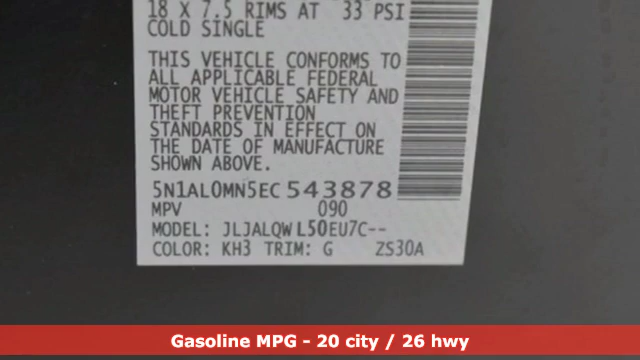 18 X 7.5 RIMS AT 33 PSI
COLD SINGLE
THIS VEHICLE CONFORMS TO
ALL APPLICABLE FEDERAL
MOTOR VEHICLE SAFETY AND
THEFT PREVENTION
STANDARDS IN EFFECT ON
THE DATE OF MANUFACTURE
SHOWN ABOVE.
5N1AL0MN5EC543878
MPV 090
MODEL: JLJALQWL50EU7C--
COLOR: KH3 TRIM: G ZS30A
Gasoline MPG - 20 city / 26 hwy